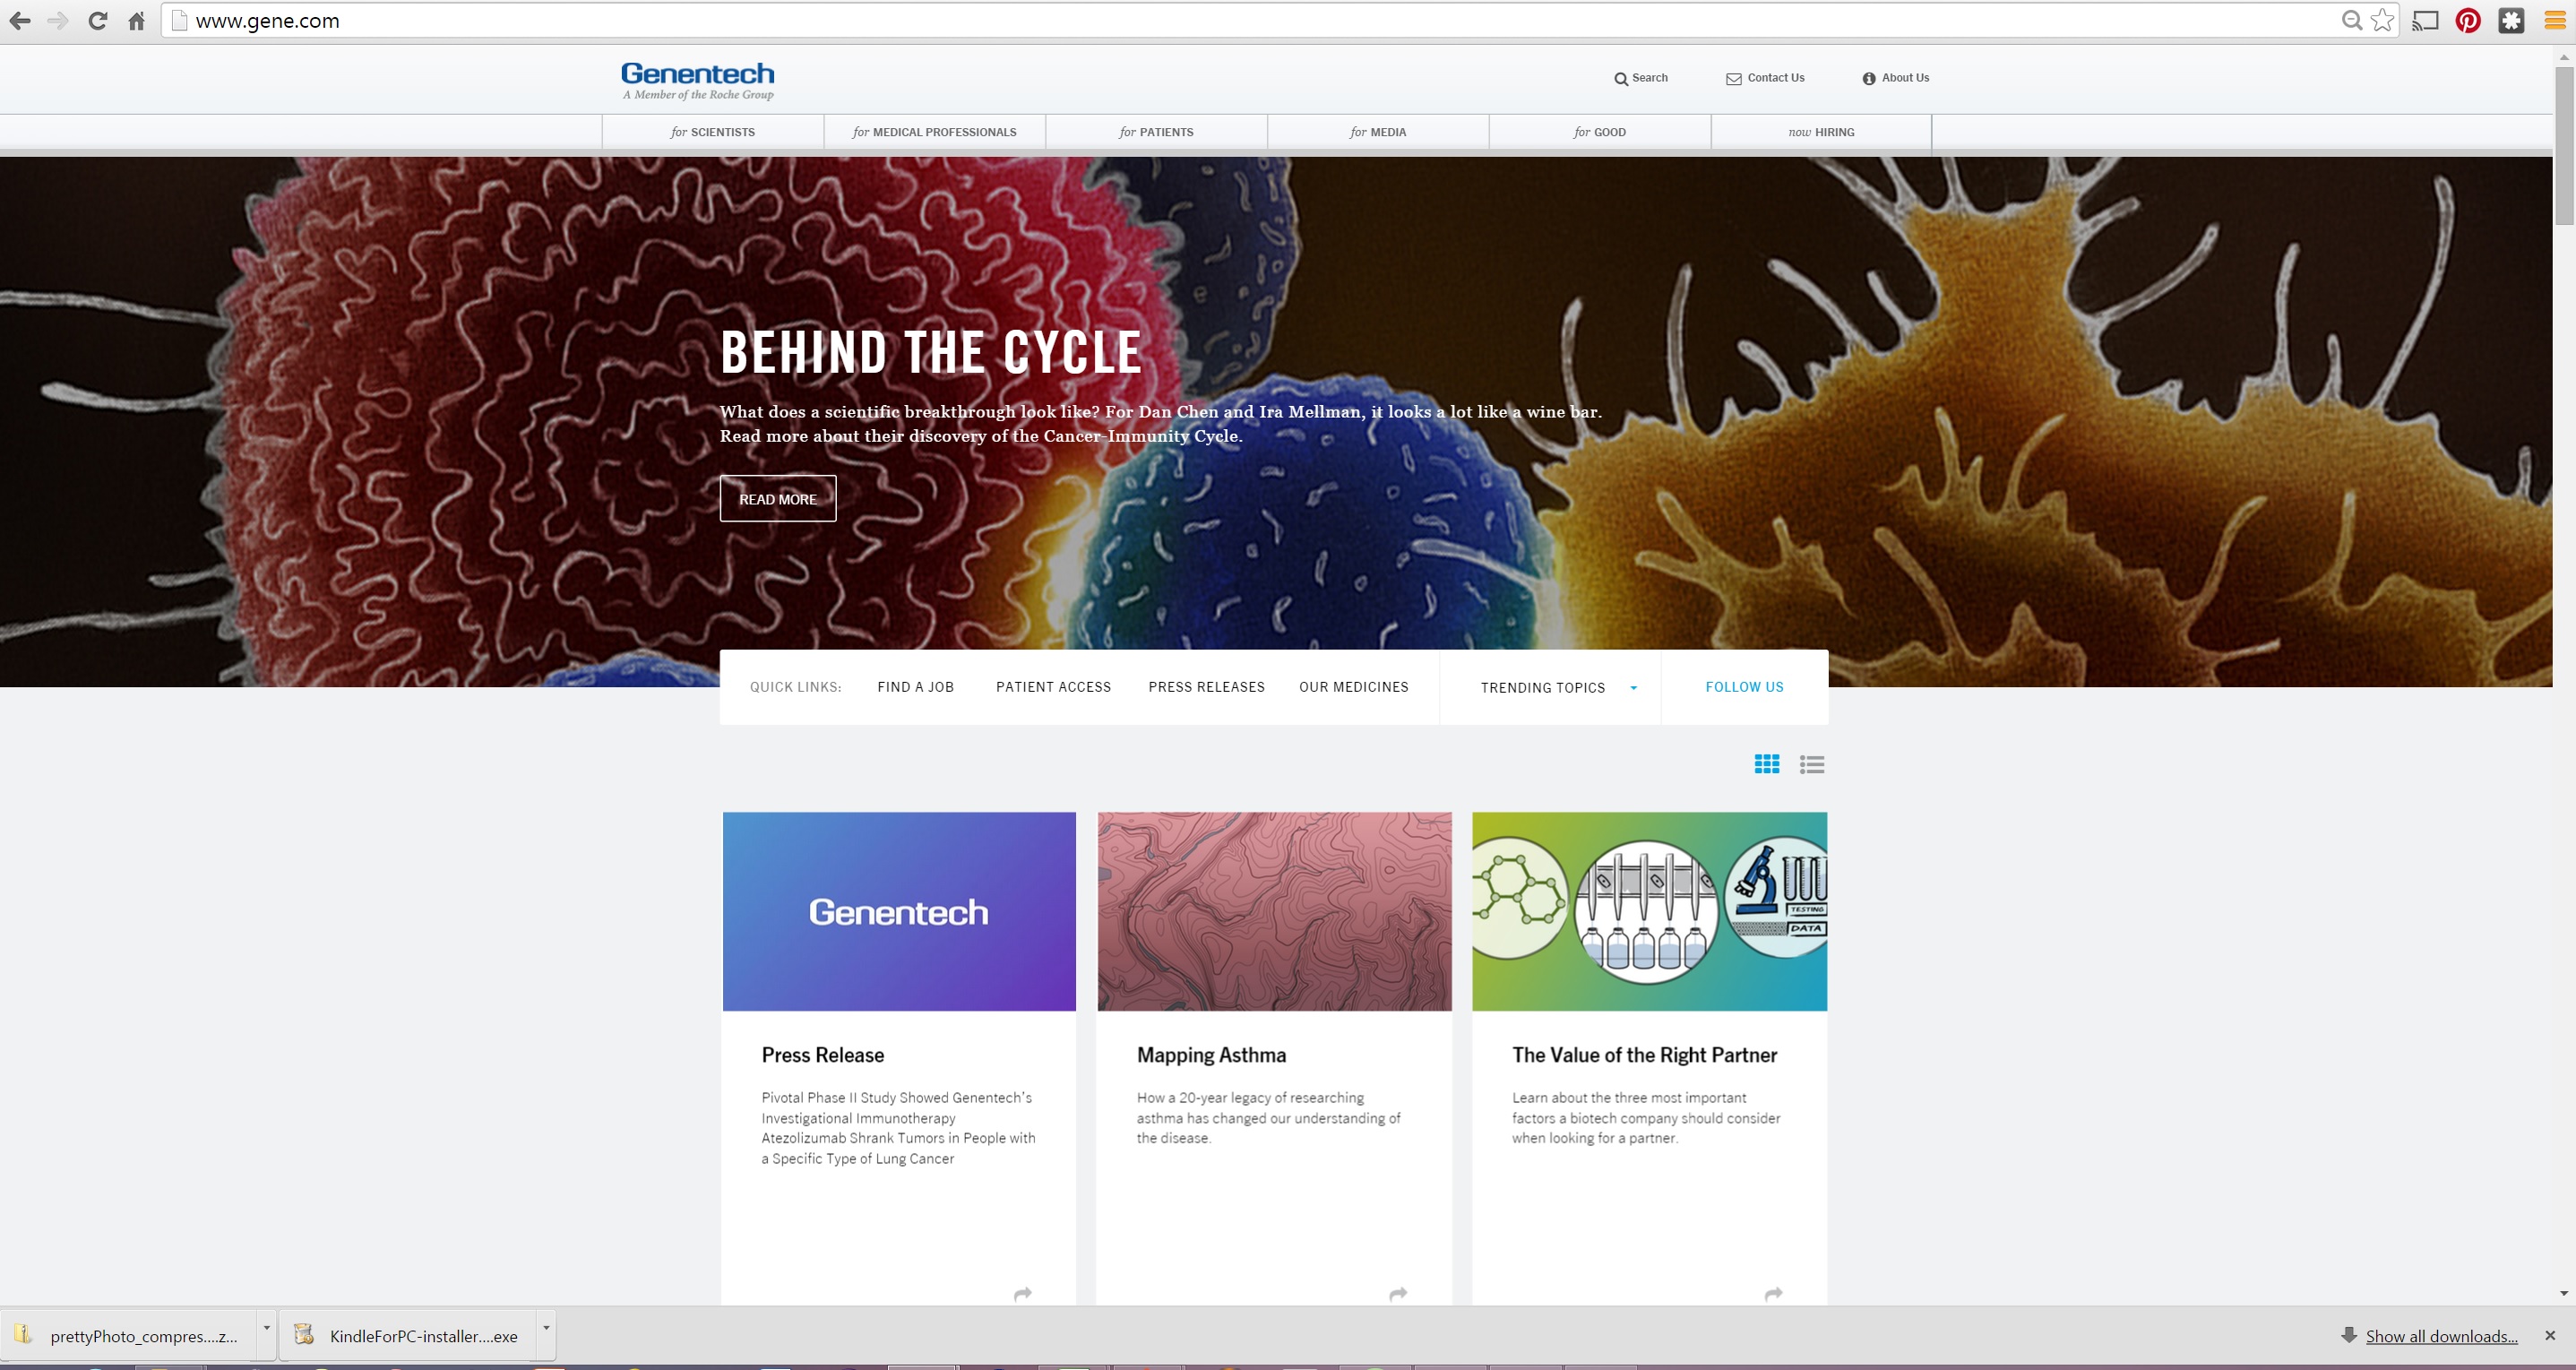 www.gene.com
Genentech
A Member of the Roche Group
Search
Contact Us
About Us
for SCIENTISTS
for MEDICAL PROFESSIONALS
for PATIENTS
for MEDIA
for GOOD
now HIRING
BEHIND THE CYCLE
What does a scientific breakthrough look like? For Dan Chen and Ira Mellman, it looks a lot like a wine bar.
Read more about their discovery of the Cancer-Immunity Cycle.
READ MORE
QUICK LINKS:
FIND A JOB
PATIENT ACCESS
PRESS RELEASES
OUR MEDICINES
TRENDING TOPICS
FOLLOW US
Genentech
TESTING
DATA
Press Release
Pivotal Phase II Study Showed Genentech's
Investigational Immunotherapy
Atezolizumab Shrank Tumors in People with
a Specific Type of Lung Cancer
Mapping Asthma
How a 20-year legacy of researching
asthma has changed our understanding of
the disease.
The Value of the Right Partner
Learn about the three most important
factors a biotech company should consider
when looking for a partner.
prettyPhoto_compres....z...
KindleForPC-installer....exe
Show all downloads...